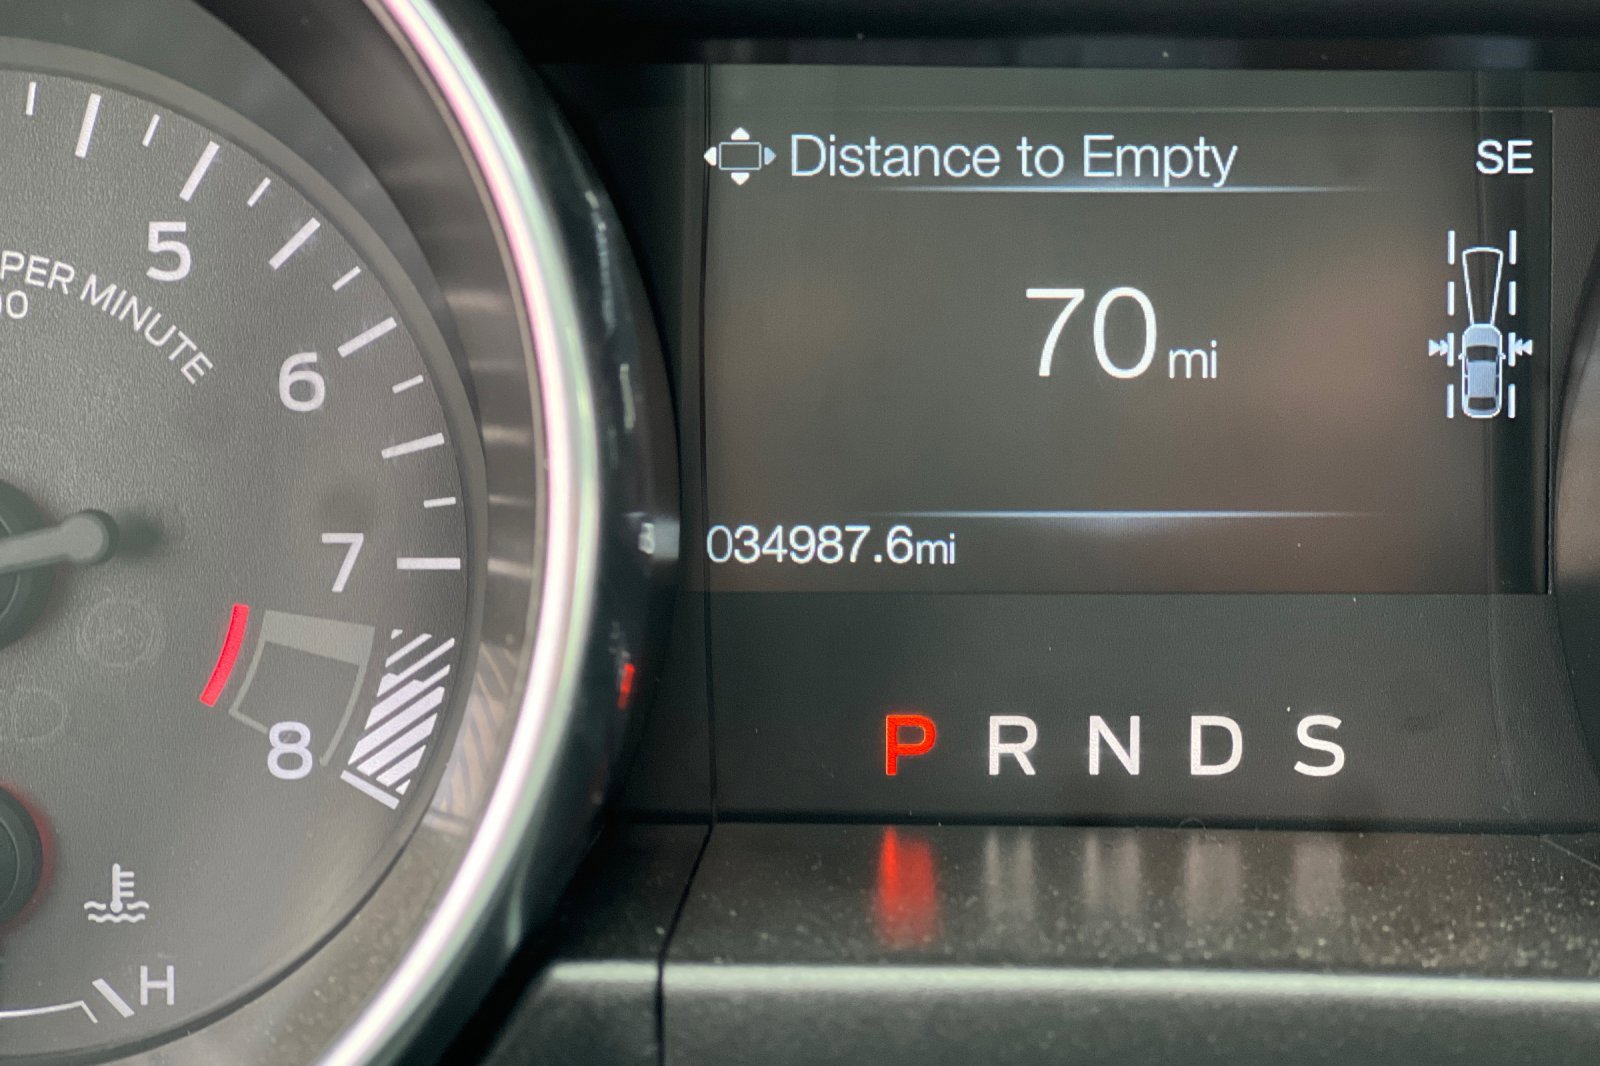 Distance to Empty SE
70 mi
034987.6mi
P R N D S
5
6
7
8
PER MINUTE
H